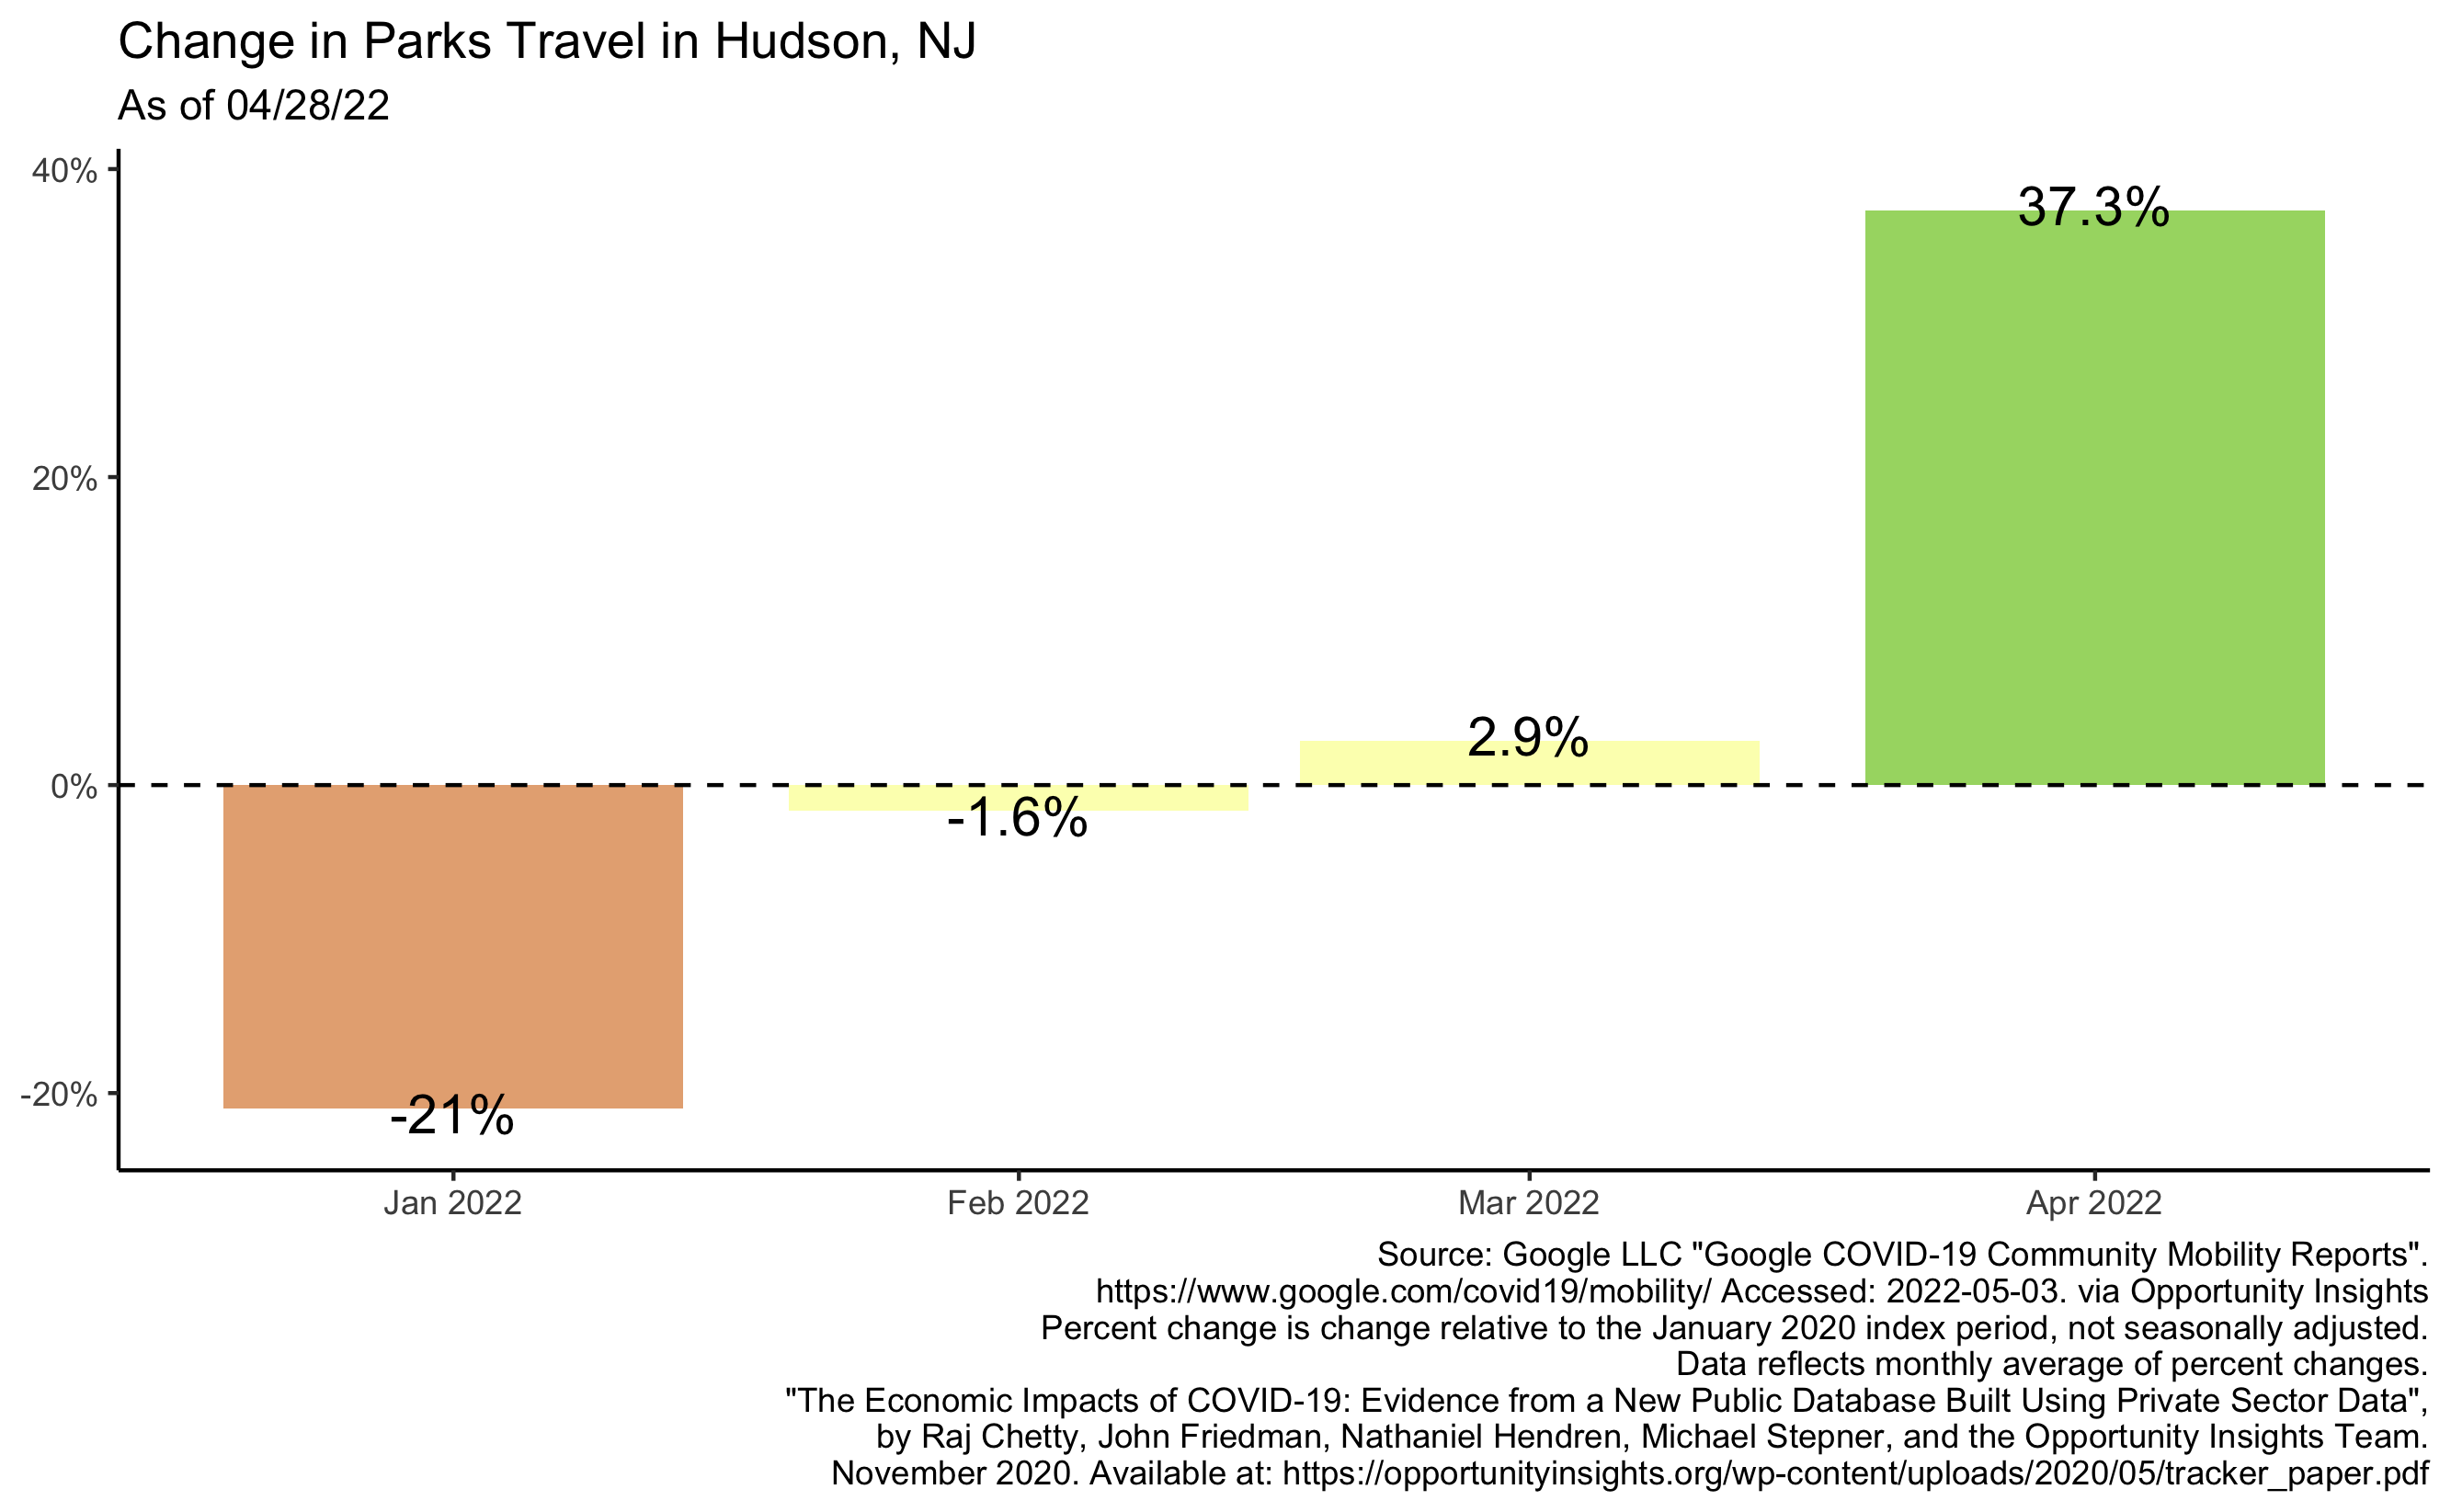 Change in Parks Travel in Hudson, NJ
As of 04/28/22
40%
20%
0%
-20%
37.3%
2.9%
-1.6%
-21%
Jan 2022
Feb 2022
Mar 2022
Apr 2022
Source: Google LLC "Google COVID-19 Community Mobility Reports".
https://www.google.com/covid19/mobility/ Accessed: 2022-05-03. via Opportunity Insights
Percent change is change relative to the January 2020 index period, not seasonally adjusted.
Data reflects monthly average of percent changes.
"The Economic Impacts of COVID-19: Evidence from a New Public Database Built Using Private Sector Data",
by Raj Chetty, John Friedman, Nathaniel Hendren, Michael Stepner, and the Opportunity Insights Team.
November 2020. Available at: https://opportunityinsights.org/wp-content/uploads/2020/05/tracker_paper.pdf